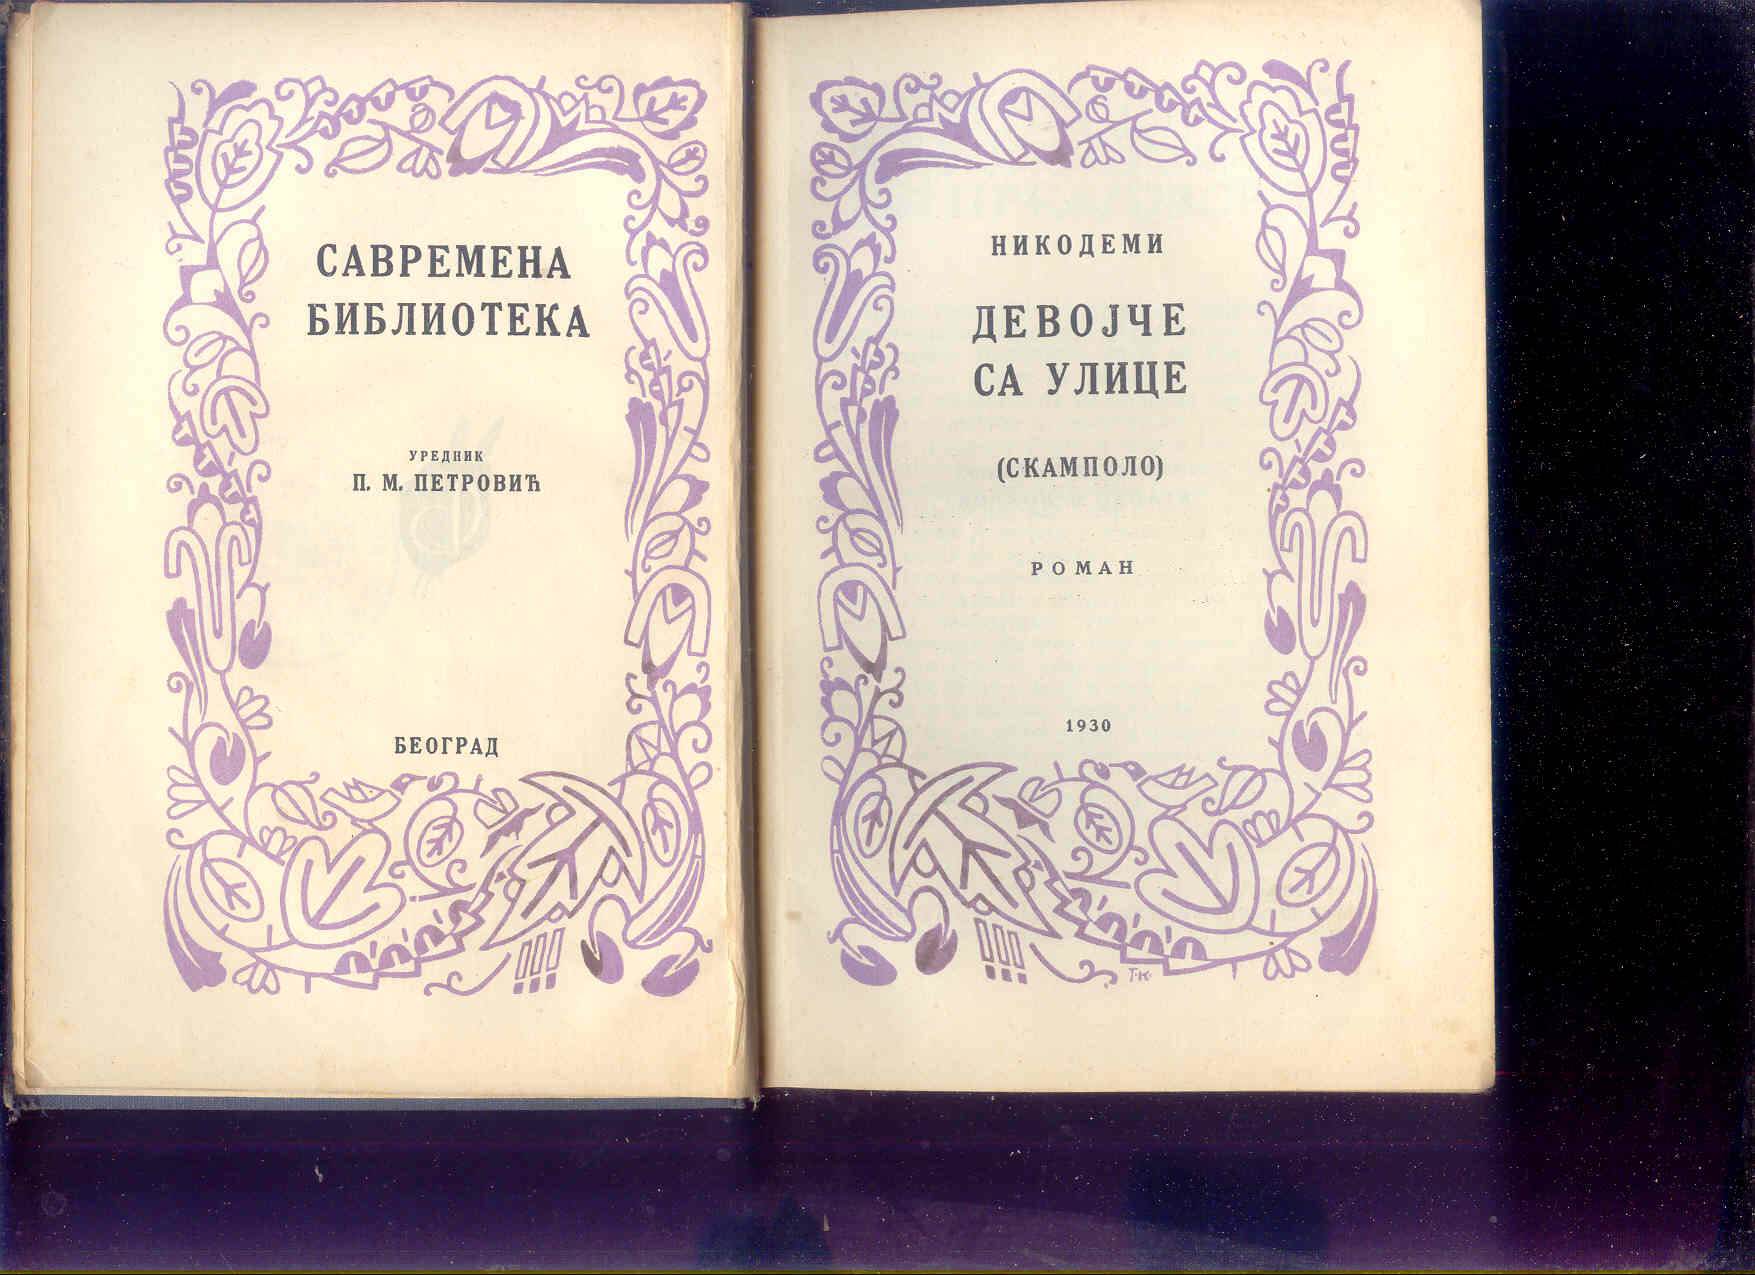 САВРЕМЕНА
БИБЛИОТЕКА
УРЕДНИК
П. М. ПЕТРОВИЋ
БЕОГРАД
НИКОДЕМИ
ДЕВОЈЧЕ
СА УЛИЦЕ
(СКАМПОЛО)
РОМАН
1930
Т·К·